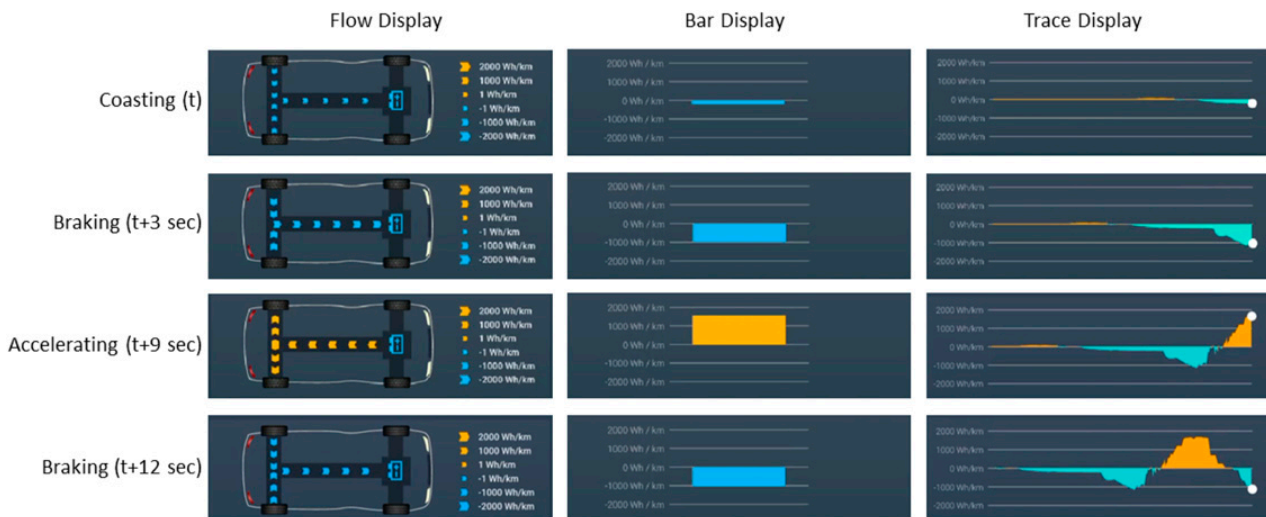 Flow Display Bar Display Trace Display
Coasting (t)
2000 Wh/km
1000 Wh/km
1 Wh/km
-1 Wh/km
-1000 Wh/km
-2000 Wh/km
2000 Wh / km
1000 Wh / km
0 Wh / km
-1000 Wh / km
-2000 Wh / km
2000 Wh/km
1000 Wh/km
0 Wh/km
-1000 Wh/km
-2000 Wh/km
Braking (t+3 sec)
2000 Wh/km
1000 Wh/km
1 Wh/km
-1 Wh/km
-1000 Wh/km
-2000 Wh/km
2000 Wh / km
1000 Wh / km
0 Wh / km
-1000 Wh / km
-2000 Wh / km
2000 Wh/km
1000 Wh/km
0 Wh/km
-1000 Wh/km
-2000 Wh/km
Accelerating (t+9 sec)
2000 Wh/km
1000 Wh/km
1 Wh/km
-1 Wh/km
-1000 Wh/km
-2000 Wh/km
2000 Wh / km
1000 Wh / km
0 Wh / km
-1000 Wh / km
-2000 Wh / km
2000 Wh/km
1000 Wh/km
0 Wh/km
-1000 Wh/km
-2000 Wh/km
Braking (t+12 sec)
2000 Wh/km
1000 Wh/km
1 Wh/km
-1 Wh/km
-1000 Wh/km
-2000 Wh/km
2000 Wh / km
1000 Wh / km
0 Wh / km
-1000 Wh / km
-2000 Wh / km
2000 Wh/km
1000 Wh/km
0 Wh/km
-1000 Wh/km
-2000 Wh/km